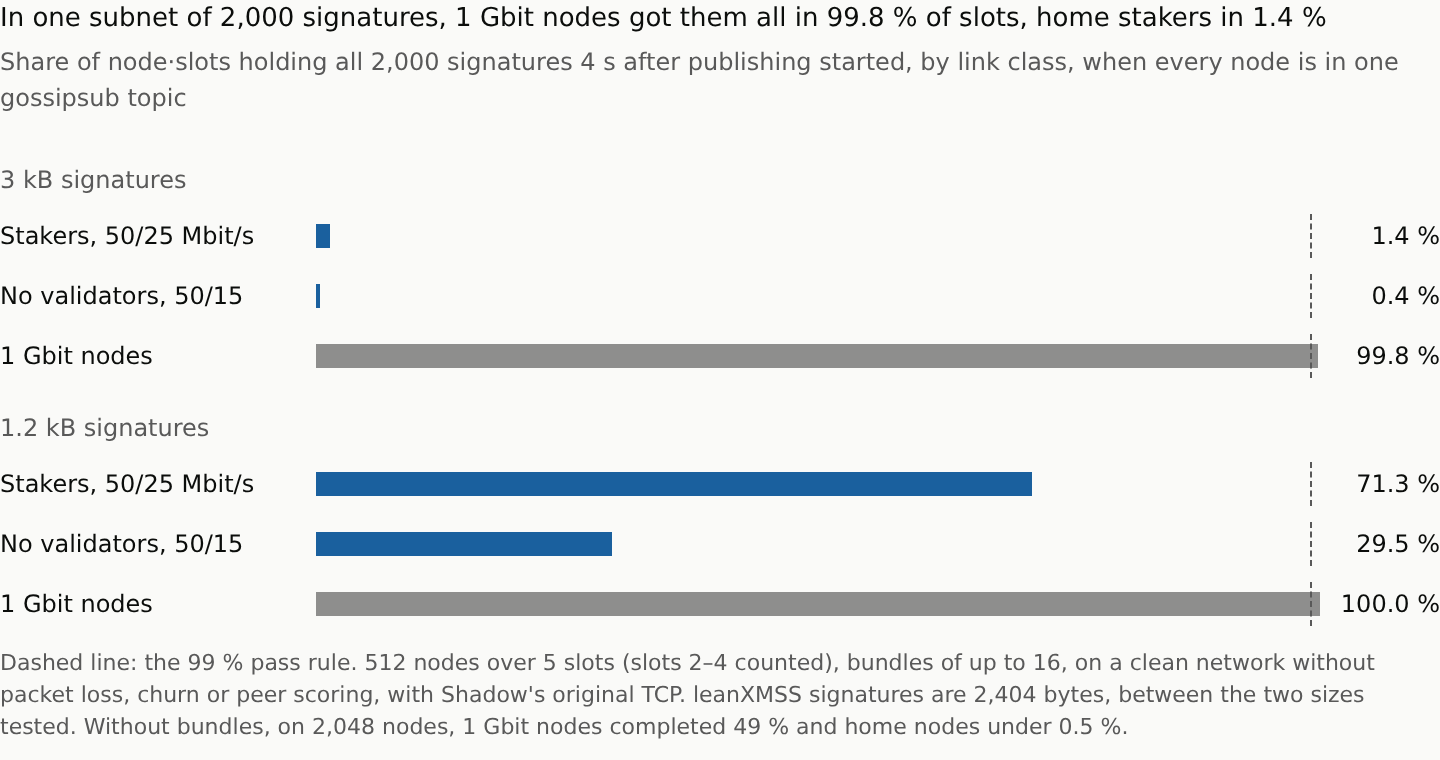 In one subnet of 2,000 signatures, 1 Gbit nodes got them all in 99.8 % of slots, home stakers in 1.4 %
Share of node·slots holding all 2,000 signatures 4 s after publishing started, by link class, when every node is in one
gossipsub topic
3 kB signatures
Stakers, 50/25 Mbit/s 1.4 %
No validators, 50/15 0.4 %
1 Gbit nodes 99.8 %
1.2 kB signatures
Stakers, 50/25 Mbit/s 71.3 %
No validators, 50/15 29.5 %
1 Gbit nodes 100.0 %
Dashed line: the 99 % pass rule. 512 nodes over 5 slots (slots 2–4 counted), bundles of up to 16, on a clean network without
packet loss, churn or peer scoring, with Shadow's original TCP. leanXMSS signatures are 2,404 bytes, between the two sizes
tested. Without bundles, on 2,048 nodes, 1 Gbit nodes completed 49 % and home nodes under 0.5 %.